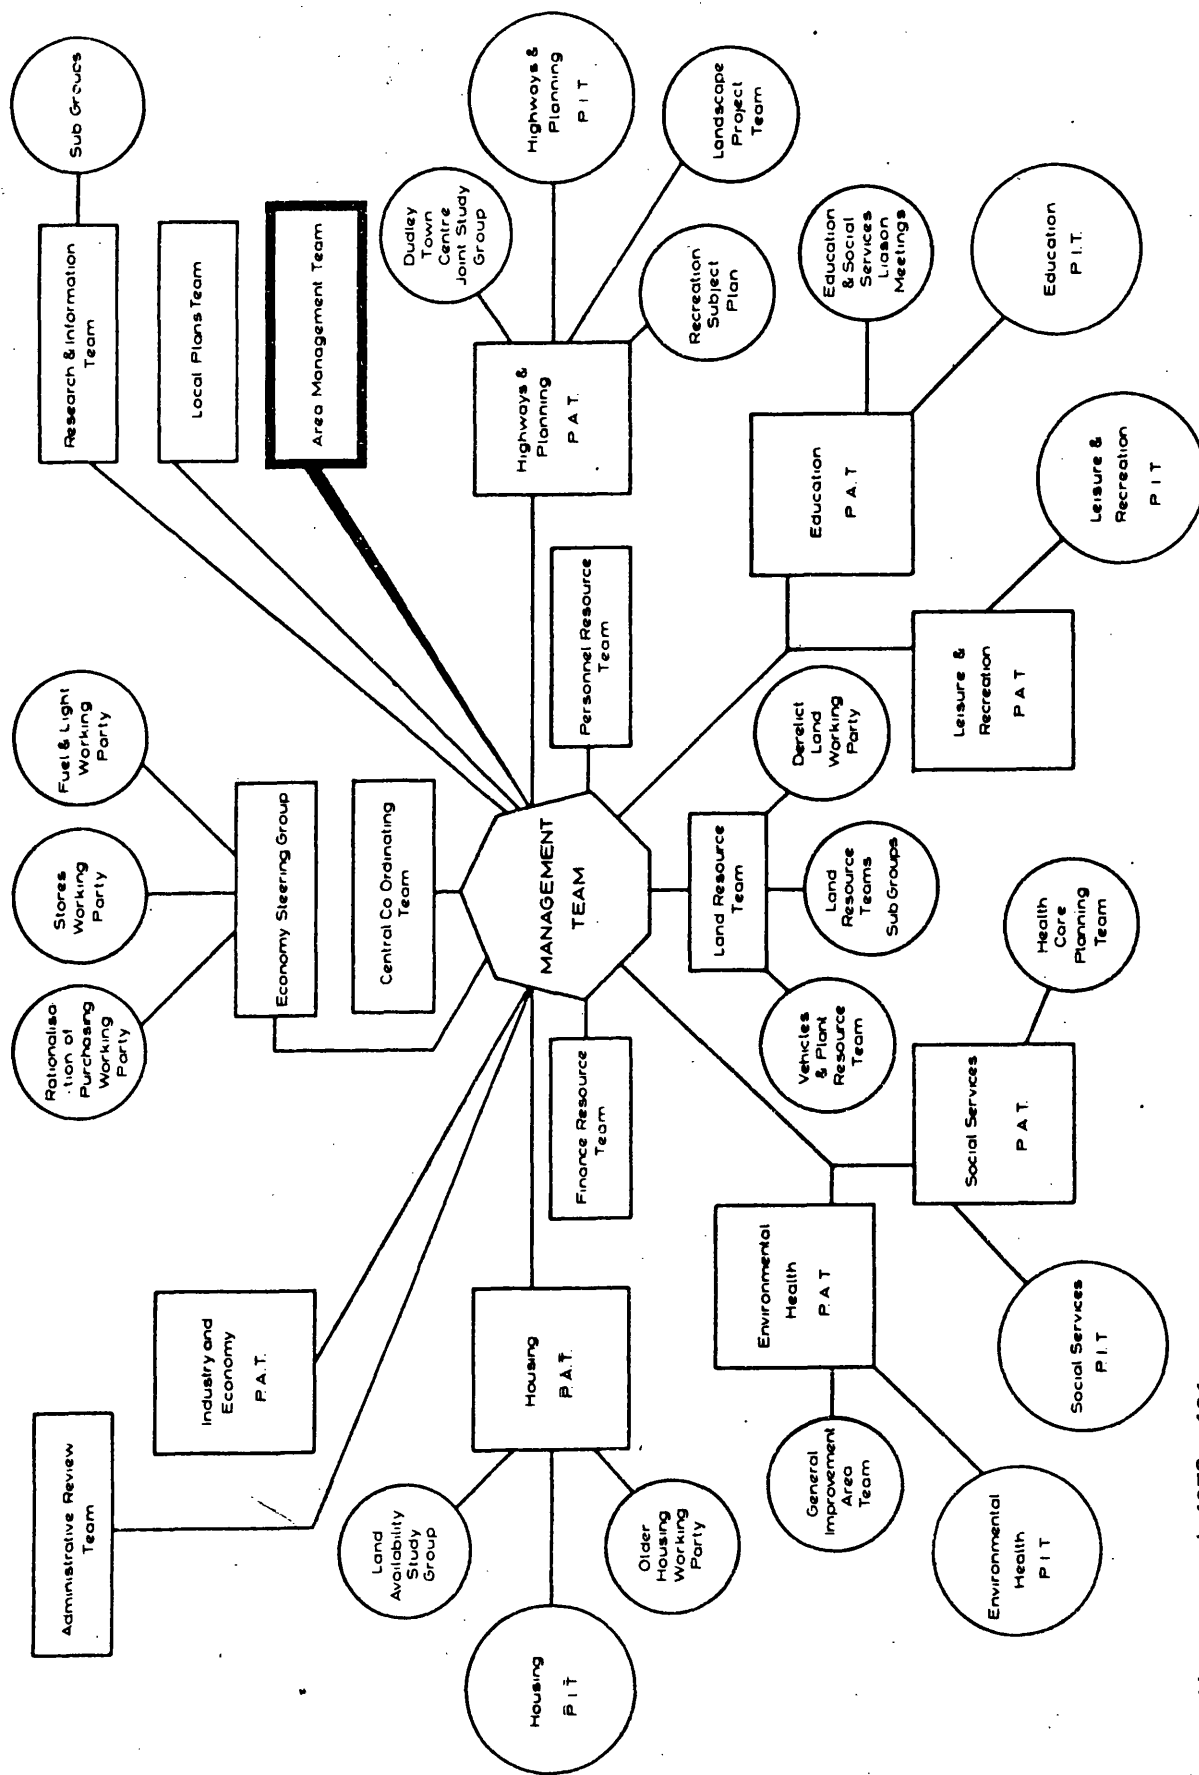 Administrative Review
Team
Industry and
Economy
P.A.T.
Rationalisa-
tion of
Purchasing
Working
Party
Stores
Working
Party
Fuel & Light
Working
Party
Economy Steering Group
Central Co Ordinating
Team
Research & Information
Team
Sub Groups
Local Plans Team
Area Management Team
MANAGEMENT
TEAM
Finance Resource
Team
Personnel Resource
Team
Housing
P.A.T.
Land
Availability
Study
Group
Housing
P I T
Older
Housing
Working
Party
Highways &
Planning
P A T.
Dudley
Town
Centre
Joint Study
Group
Highways &
Planning
P I T
Landscape
Project
Team
Recreation
Subject
Plan
Environmental
Health
P.A T
General
Improvement
Area
Team
Environmental
Health
P I T
Social Services
P A T.
Social Services
P.I.T
Health
Care
Planning
Team
Land Resource
Team
Vehicles
& Plant
Resource
Team
Land
Resource
Teams
Sub Groups
Derelict
Land
Working
Party
Education
P A.T
Education
& Social
Services
Liason
Meetings
Education
P I.T.
Leisure &
Recreation
P A T
Leisure &
Recreation
P I T